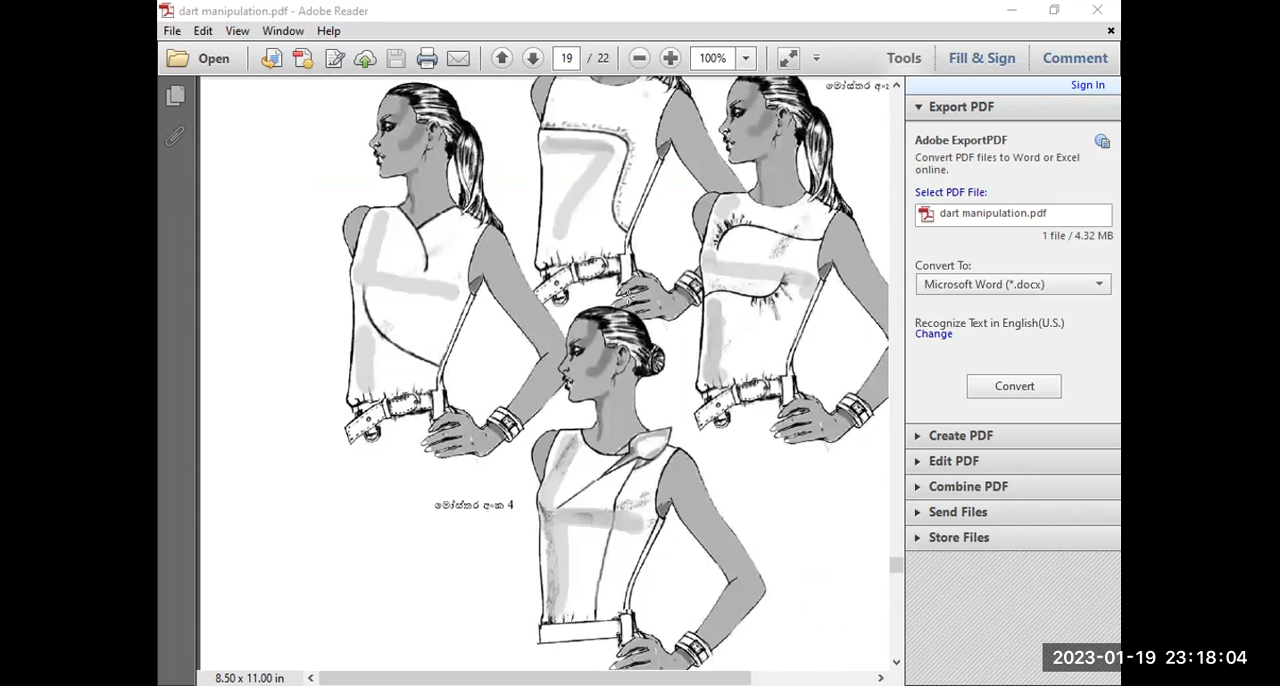 dart manipulation.pdf - Adobe Reader
File Edit View Window Help
Open 19 / 22 100% Tools Fill & Sign Comment
Sign In
Export PDF
Adobe ExportPDF
Convert PDF files to Word or Excel
online.
Select PDF File:
dart manipulation.pdf
1 file / 4.32 MB
Convert To:
Microsoft Word (*.docx)
Recognize Text in English(U.S.)
Change
Convert
Create PDF
Edit PDF
Combine PDF
Send Files
Store Files
මෝස්තර
මෝස්තර අංක 4
8.50 x 11.00 in
2023-01-19 23:18:04